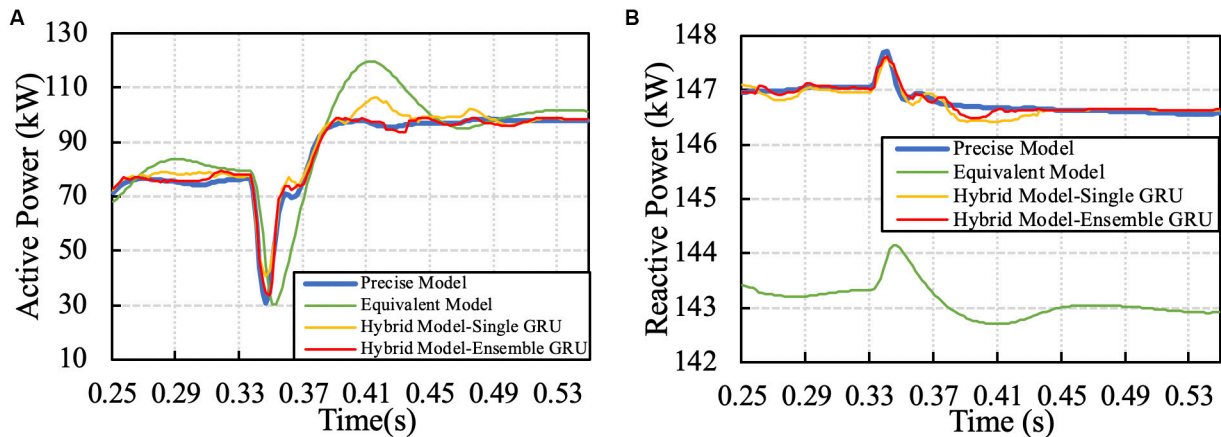 A
130
110
90
70
50
30
10
Active Power (kW)
Precise Model
Equivalent Model
Hybrid Model-Single GRU
Hybrid Model-Ensemble GRU
0.25 0.29 0.33 0.37 0.41 0.45 0.49 0.53
Time(s)
B
148
147
146
145
144
143
142
Reactive Power (kW)
Precise Model
Equivalent Model
Hybrid Model-Single GRU
Hybrid Model-Ensemble GRU
0.25 0.29 0.33 0.37 0.41 0.45 0.49 0.53
Time (s)